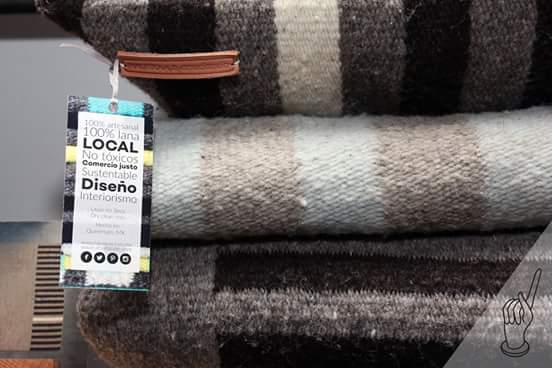 100% artesanal
100% lana
LOCAL
No tóxicos
Comercio justo
Sustentable
Diseño
Interiorismo
Hecho en
Querétaro, MX.